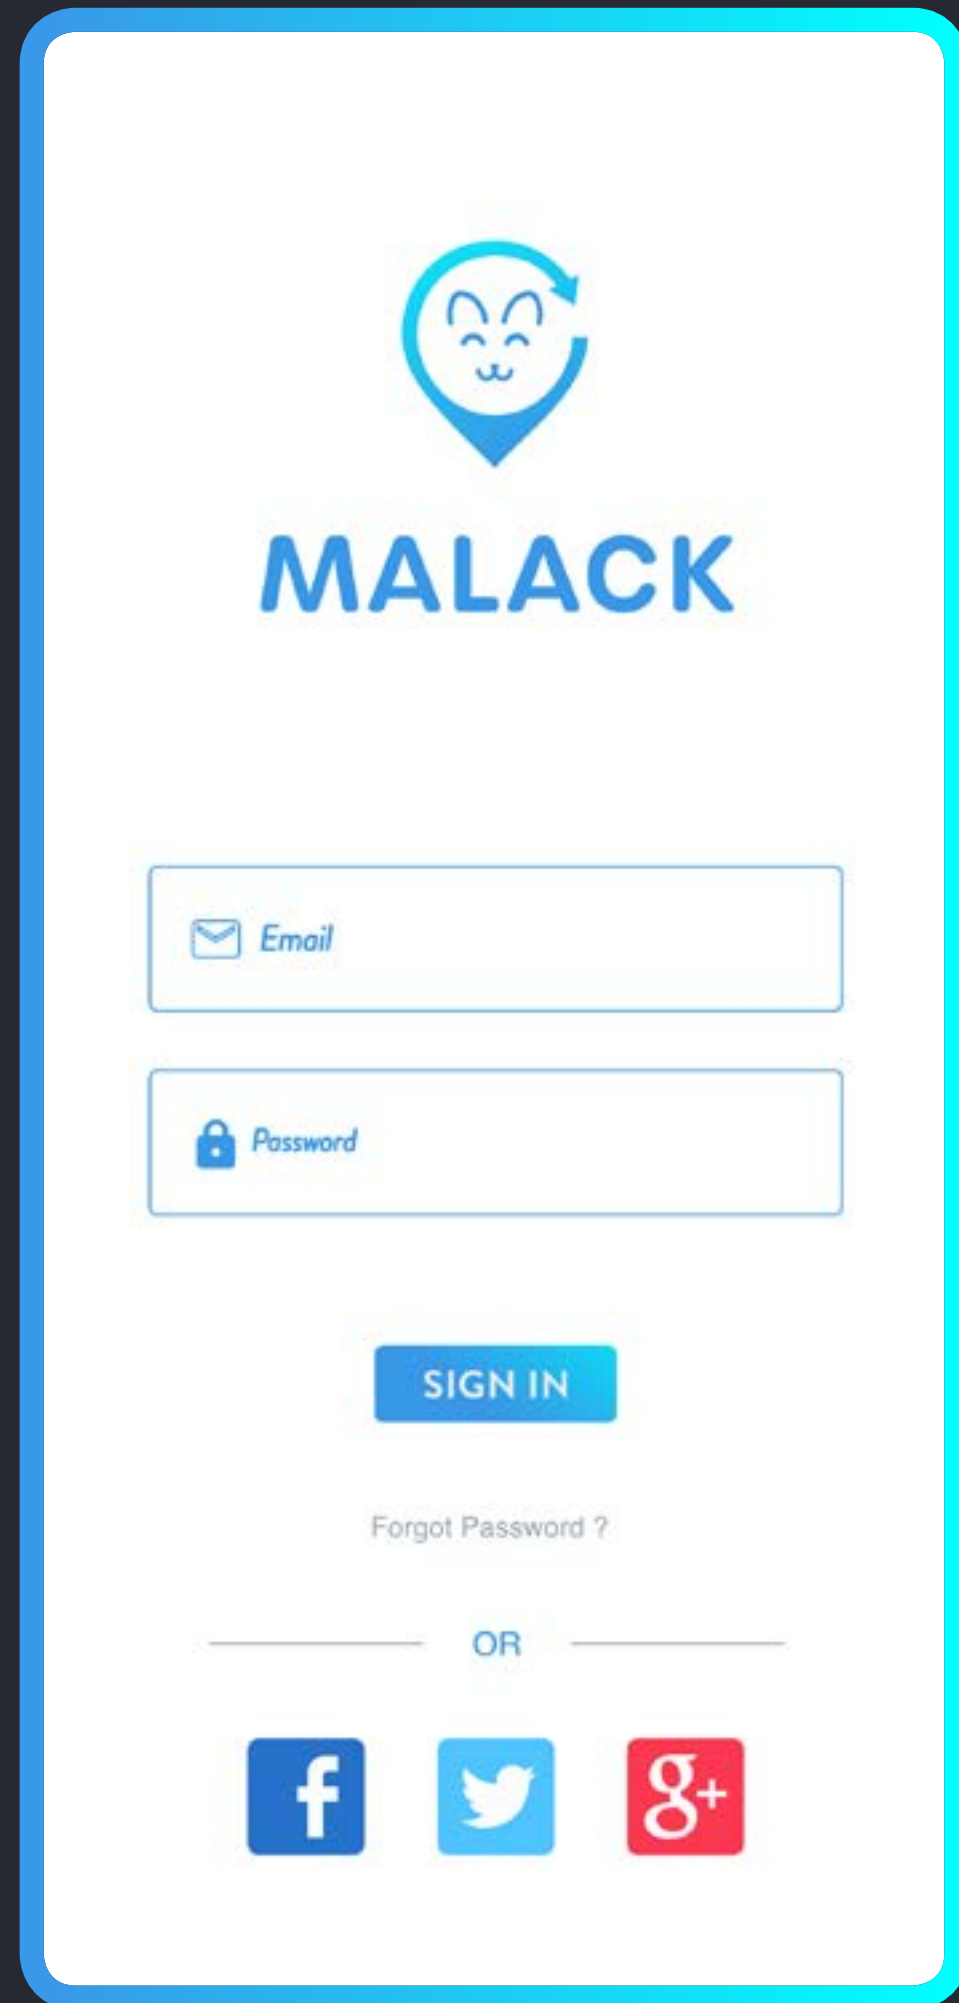 MALACK
Email
Password
SIGN IN
Forgot Password ?
OR
f
g+